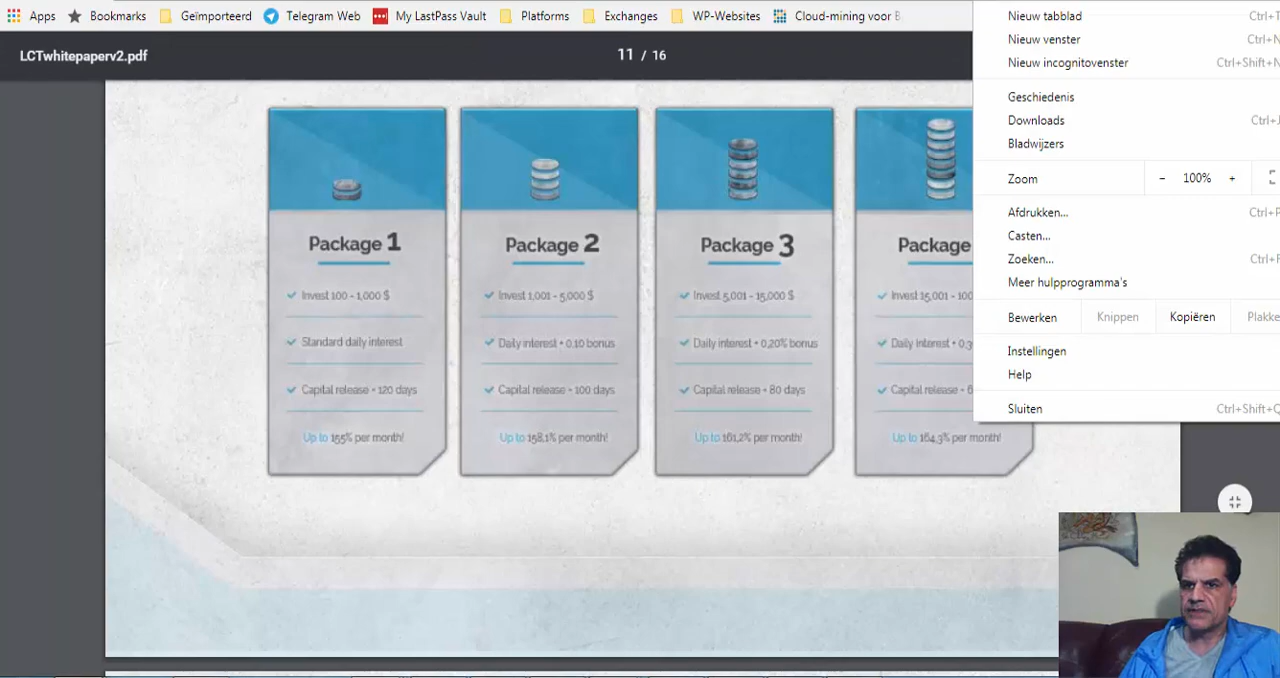 Apps Bookmarks Geïmporteerd Telegram Web My LastPass Vault Platforms Exchanges WP-Websites Cloud-mining voor B
LCTwhitepaperv2.pdf 11 / 16
Package 1
Invest 100 - 1,000 $
Standard daily interest
Capital release + 120 days
Up to 155% per month!
Package 2
Invest 1,001 - 5,000 $
Daily interest + 0,10 bonus
Capital release + 100 days
Up to 158,1% per month!
Package 3
Invest 5,001 - 15,000 $
Daily interest + 0,20% bonus
Capital release + 80 days
Up to 161,2% per month!
Package
Invest 15,001 - 100
Daily interest + 0,3
Capital release + 6
Up to 164,3% per month!
Nieuw tabblad Ctrl+T
Nieuw venster Ctrl+N
Nieuw incognitovenster Ctrl+Shift+N
Geschiedenis
Downloads Ctrl+J
Bladwijzers
Zoom - 100% +
Afdrukken... Ctrl+P
Casten...
Zoeken... Ctrl+F
Meer hulpprogramma's
Bewerken Knippen Kopiëren Plakke
Instellingen
Help
Sluiten Ctrl+Shift+Q